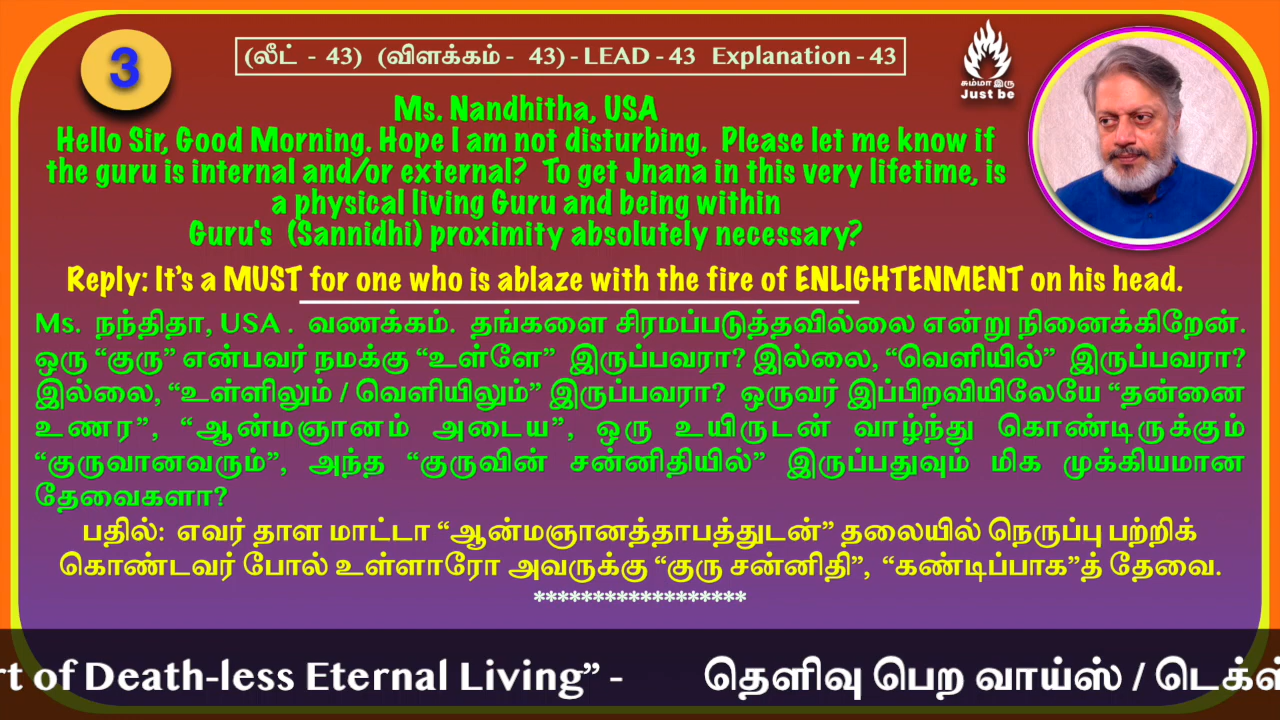 3
(லீட் - 43) (விளக்கம் - 43) - LEAD - 43 Explanation - 43
சும்மா இரு
Just be
Ms. Nandhitha, USA
Hello Sir, Good Morning. Hope I am not disturbing. Please let me know if
the guru is internal and/or external? To get Jnana in this very lifetime, is
a physical living Guru and being within
Guru's (Sannidhi) proximity absolutely necessary?
Reply: It's a MUST for one who is ablaze with the fire of ENLIGHTENMENT on his head.
Ms. நந்திதா, USA . வணக்கம். தங்களை சிரமப்படுத்தவில்லை என்று நினைக்கிறேன்.
ஒரு “குரு” என்பவர் நமக்கு “உள்ளே” இருப்பவரா? இல்லை, “வெளியில்” இருப்பவரா?
இல்லை, “உள்ளிலும் / வெளியிலும்” இருப்பவரா? ஒருவர் இப்பிறவியிலேயே “தன்னை
உணர”, “ஆன்மஞானம் அடைய”, ஒரு உயிருடன் வாழ்ந்து கொண்டிருக்கும்
“குருவானவரும்”, அந்த “குருவின் சன்னிதியில்” இருப்பதுவும் மிக முக்கியமான
தேவைகளா?
பதில்: எவர் தாள மாட்டா “ஆன்மஞானத்தாபத்துடன்” தலையில் நெருப்பு பற்றிக்
கொண்டவர் போல் உள்ளாரோ அவருக்கு “குரு சன்னிதி”, “கண்டிப்பாக”த் தேவை.
******************
rt of Death-less Eternal Living” - தெளிவு பெற வாய்ஸ் / டெக்ஸ்